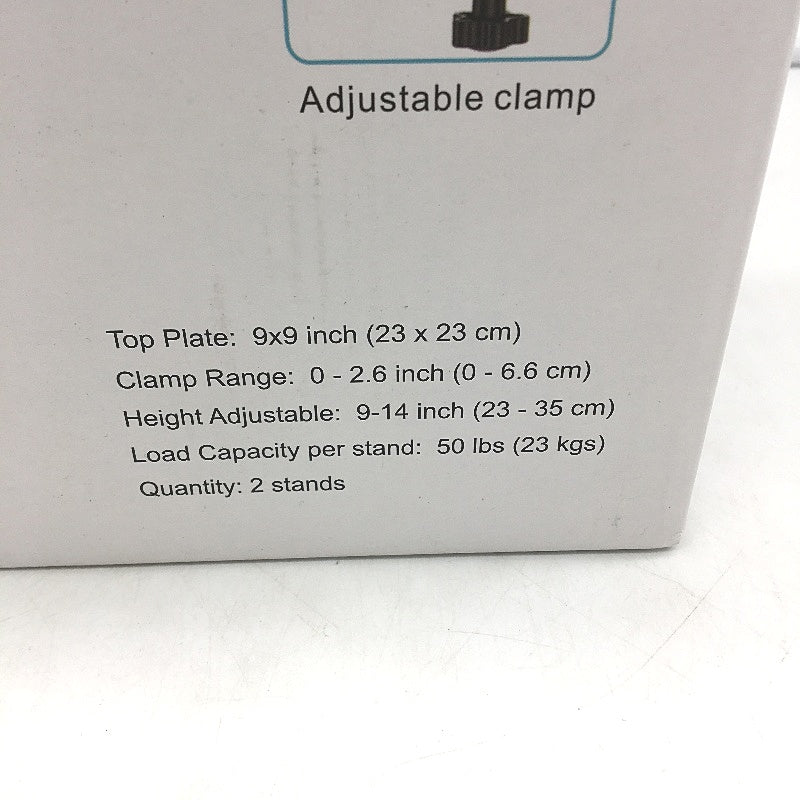 Adjustable clamp
Top Plate: 9x9 inch (23 x 23 cm)
Clamp Range: 0 - 2.6 inch (0 - 6.6 cm)
Height Adjustable: 9-14 inch (23 - 35 cm)
Load Capacity per stand: 50 lbs (23 kgs)
Quantity: 2 stands